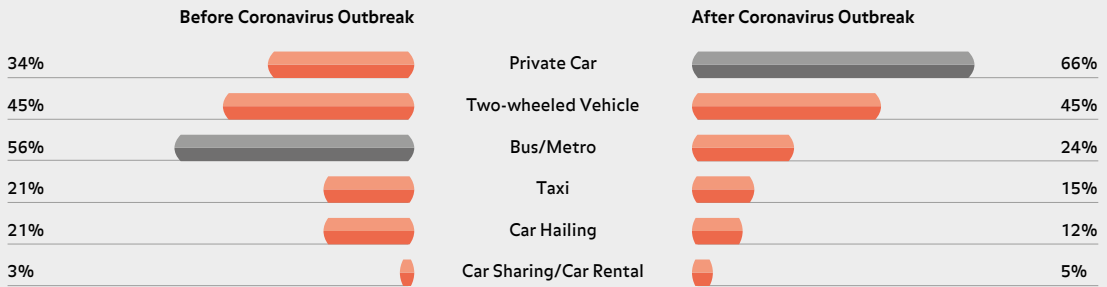 Before Coronavirus Outbreak After Coronavirus Outbreak
34% Private Car 66%
45% Two-wheeled Vehicle 45%
56% Bus/Metro 24%
21% Taxi 15%
21% Car Hailing 12%
3% Car Sharing/Car Rental 5%